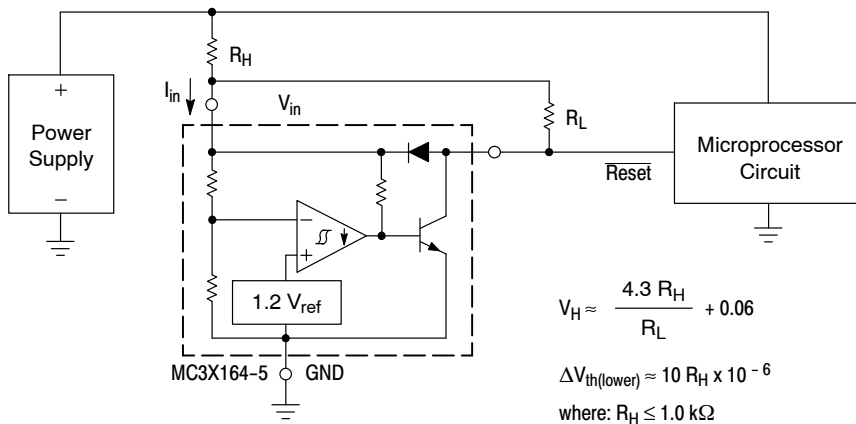 R_H
I_in
V_in
+
Power
Supply
−
R_L
Reset
Microprocessor
Circuit
−
+
1.2 V_ref
MC3X164-5
GND
V_H ≈ 4.3 R_H / R_L + 0.06
ΔV_th(lower) ≈ 10 R_H x 10^-6
where: R_H ≤ 1.0 kΩ